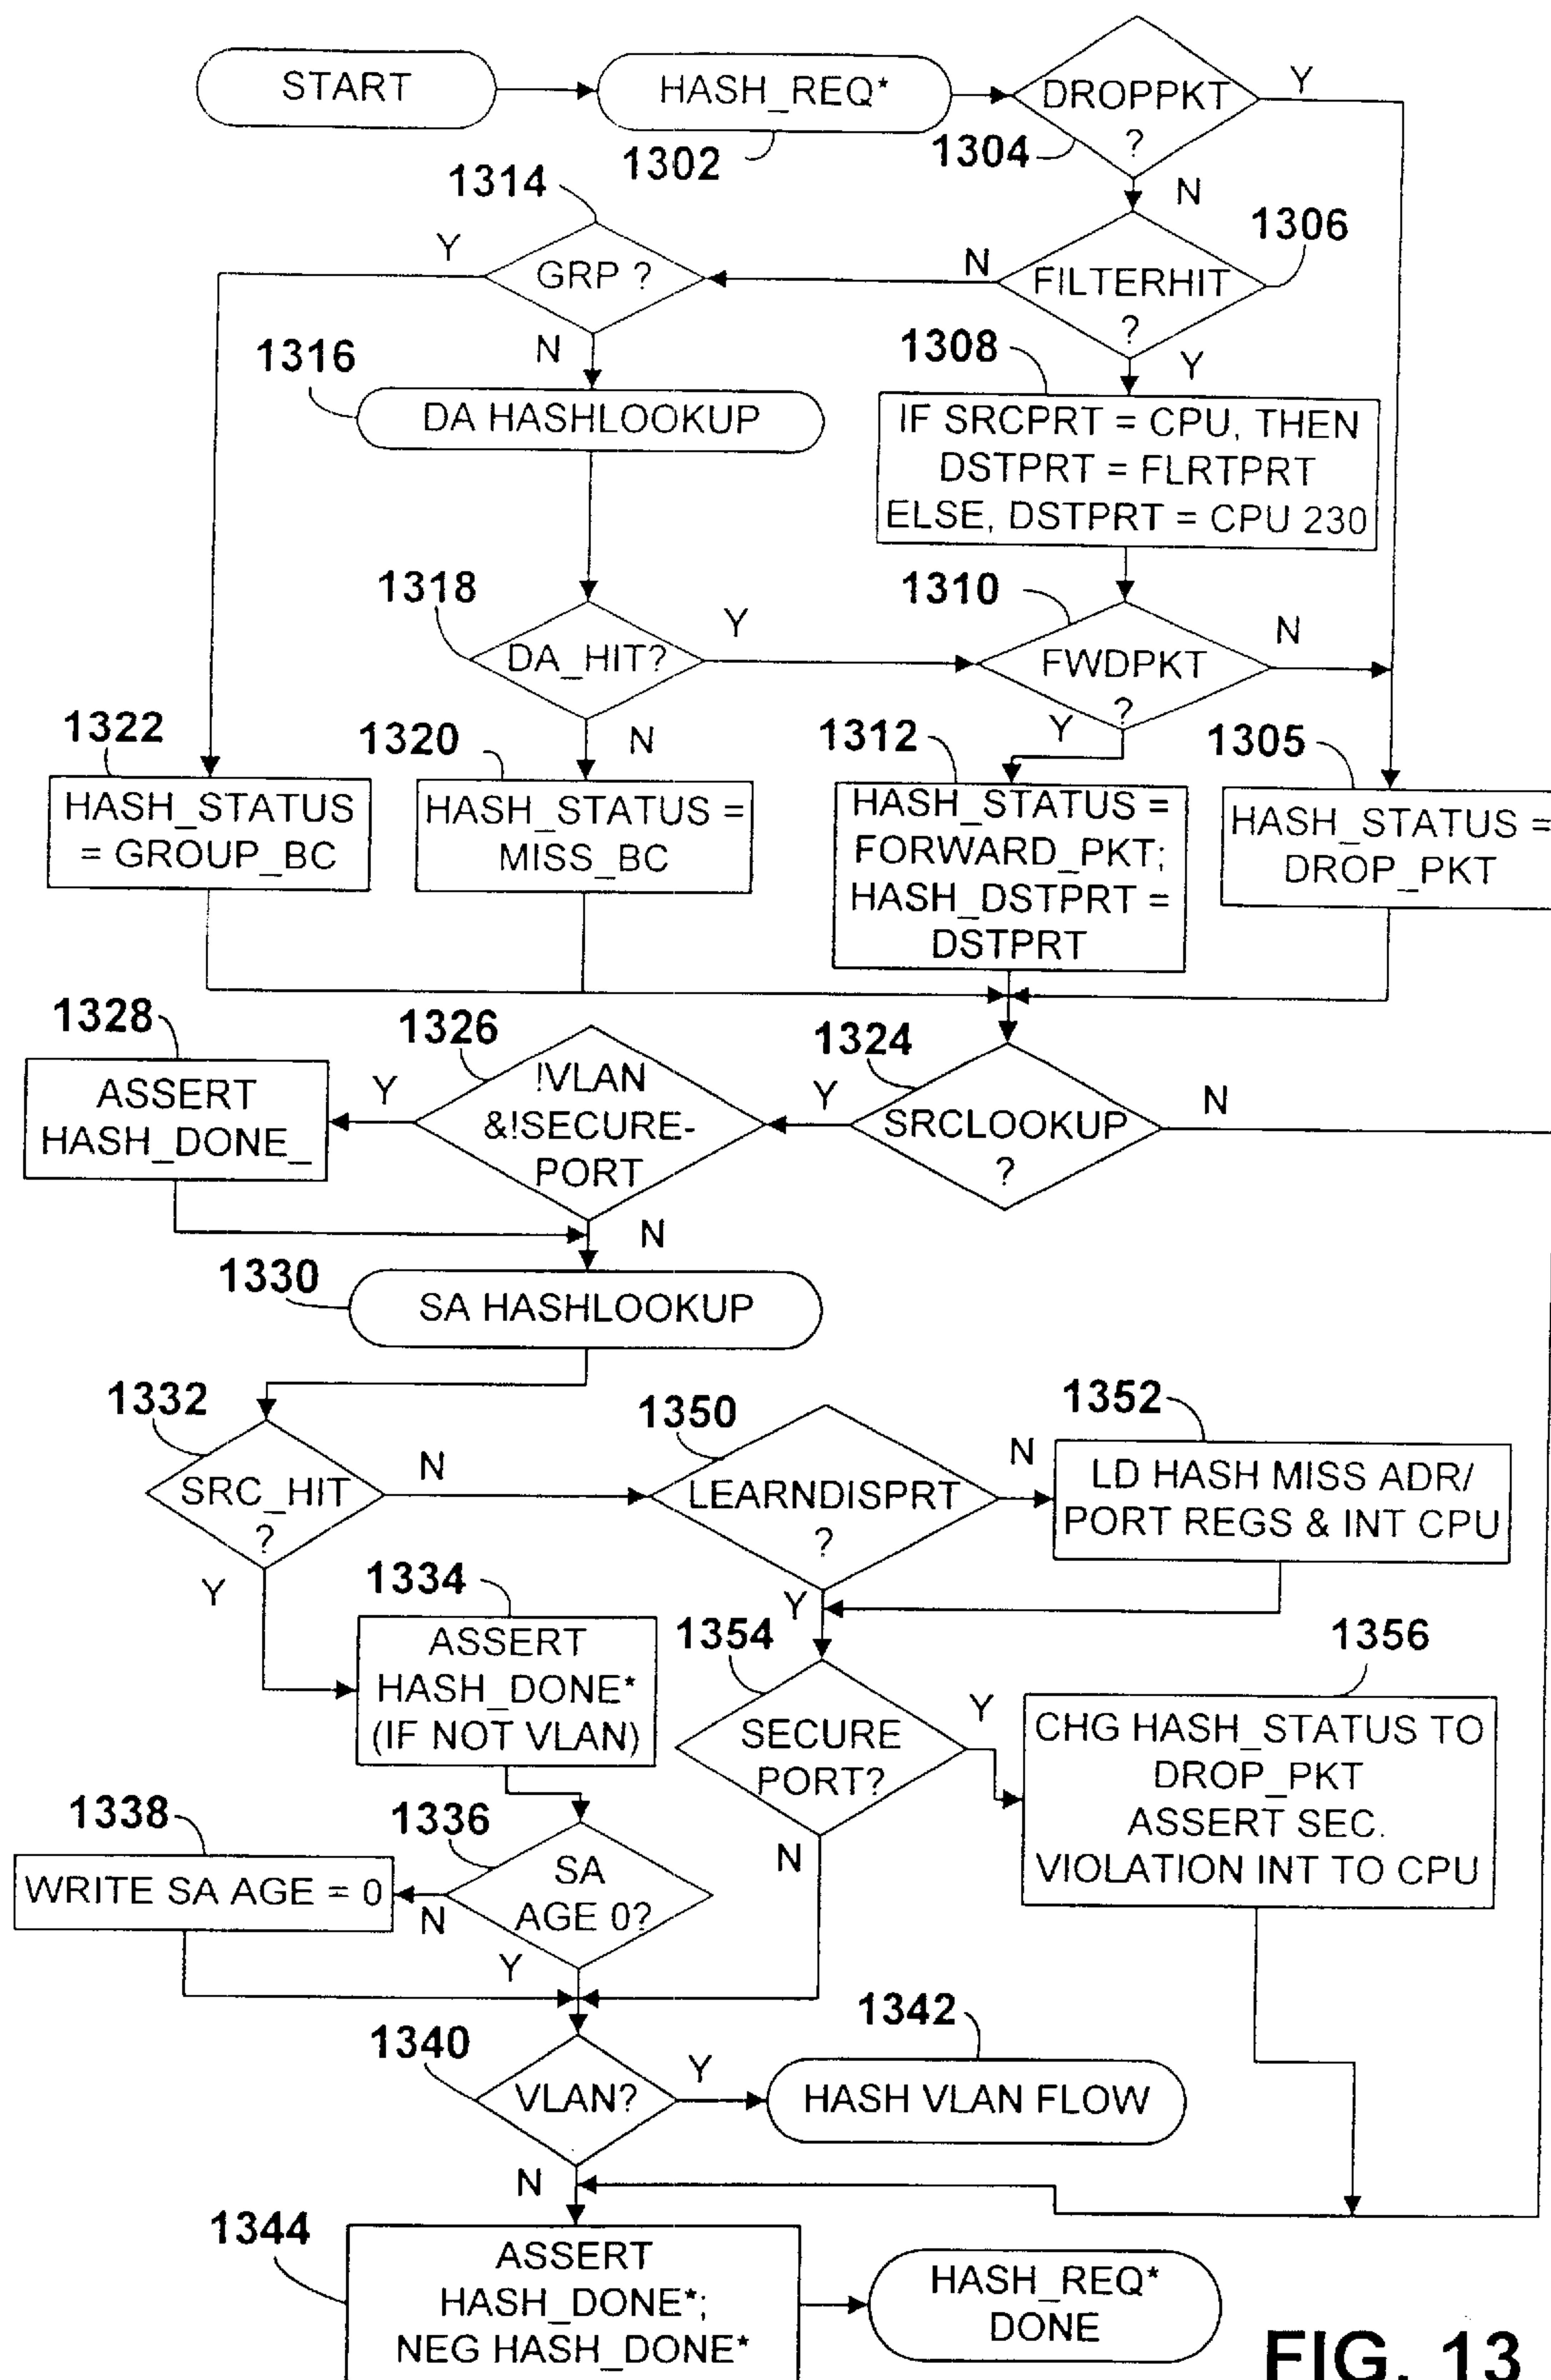 START
HASH_REQ*
DROPPKT
?
Y
1302
1304
N
1314
1306
Y
GRP ?
N
FILTERHIT
?
N
Y
1316
1308
DA HASHLOOKUP
IF SRCPRT = CPU, THEN
DSTPRT = FLRTPRT
ELSE, DSTPRT = CPU 230
1318
1310
DA_HIT?
Y
FWDPKT
?
N
Y
N
1322
1320
1312
1305
HASH_STATUS
= GROUP_BC
HASH_STATUS =
MISS_BC
HASH_STATUS =
FORWARD_PKT;
HASH_DSTPRT =
DSTPRT
HASH_STATUS =
DROP_PKT
1328
1326
1324
ASSERT
HASH_DONE_
Y
!VLAN
&!SECURE-
PORT
Y
SRCLOOKUP
?
N
N
1330
SA HASHLOOKUP
1332
1350
1352
SRC_HIT
?
N
LEARNDISPRT
?
N
LD HASH MISS ADR/
PORT REGS & INT CPU
Y
1334
Y
ASSERT
HASH_DONE*
(IF NOT VLAN)
1354
1356
SECURE
PORT?
Y
CHG HASH_STATUS TO
DROP_PKT
ASSERT SEC.
VIOLATION INT TO CPU
1338
1336
N
WRITE SA AGE = 0
N
SA
AGE 0?
Y
1342
1340
VLAN?
Y
HASH VLAN FLOW
N
1344
ASSERT
HASH_DONE*;
NEG HASH_DONE*
HASH_REQ*
DONE
FIG. 13